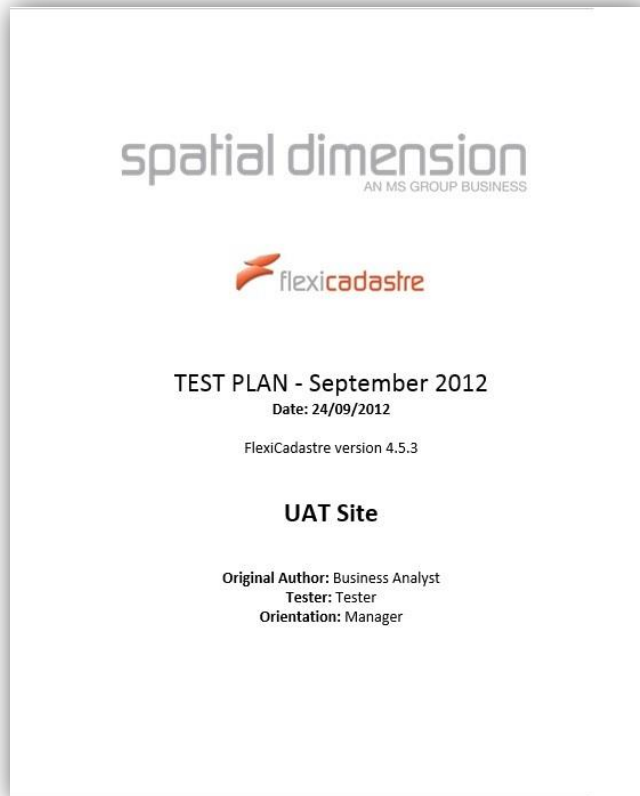 spatial dimension
AN MS GROUP BUSINESS
flexicadastre
TEST PLAN - September 2012
Date: 24/09/2012
FlexiCadastre version 4.5.3
UAT Site
Original Author: Business Analyst
Tester: Tester
Orientation: Manager